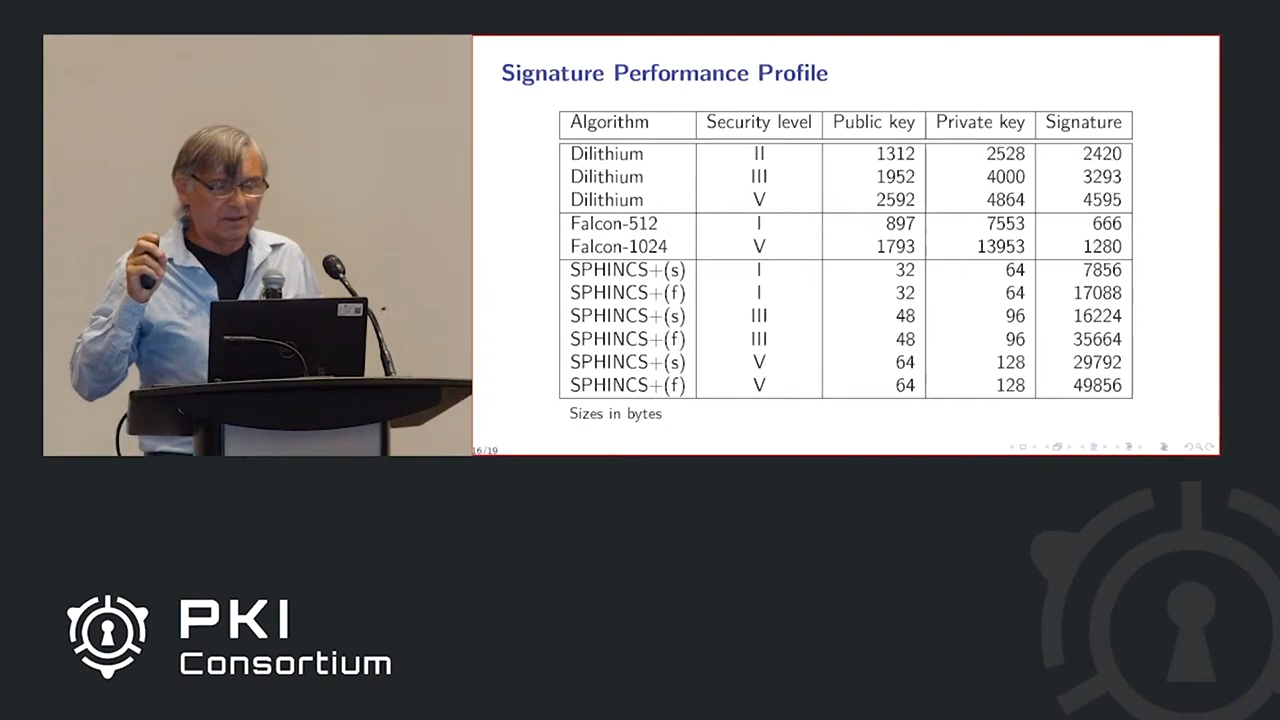 Signature Performance Profile
Algorithm Security level Public key Private key Signature
Dilithium II 1312 2528 2420
Dilithium III 1952 4000 3293
Dilithium V 2592 4864 4595
Falcon-512 I 897 7553 666
Falcon-1024 V 1793 13953 1280
SPHINCS+(s) I 32 64 7856
SPHINCS+(f) I 32 64 17088
SPHINCS+(s) III 48 96 16224
SPHINCS+(f) III 48 96 35664
SPHINCS+(s) V 64 128 29792
SPHINCS+(f) V 64 128 49856
Sizes in bytes
16/19
PKI
Consortium